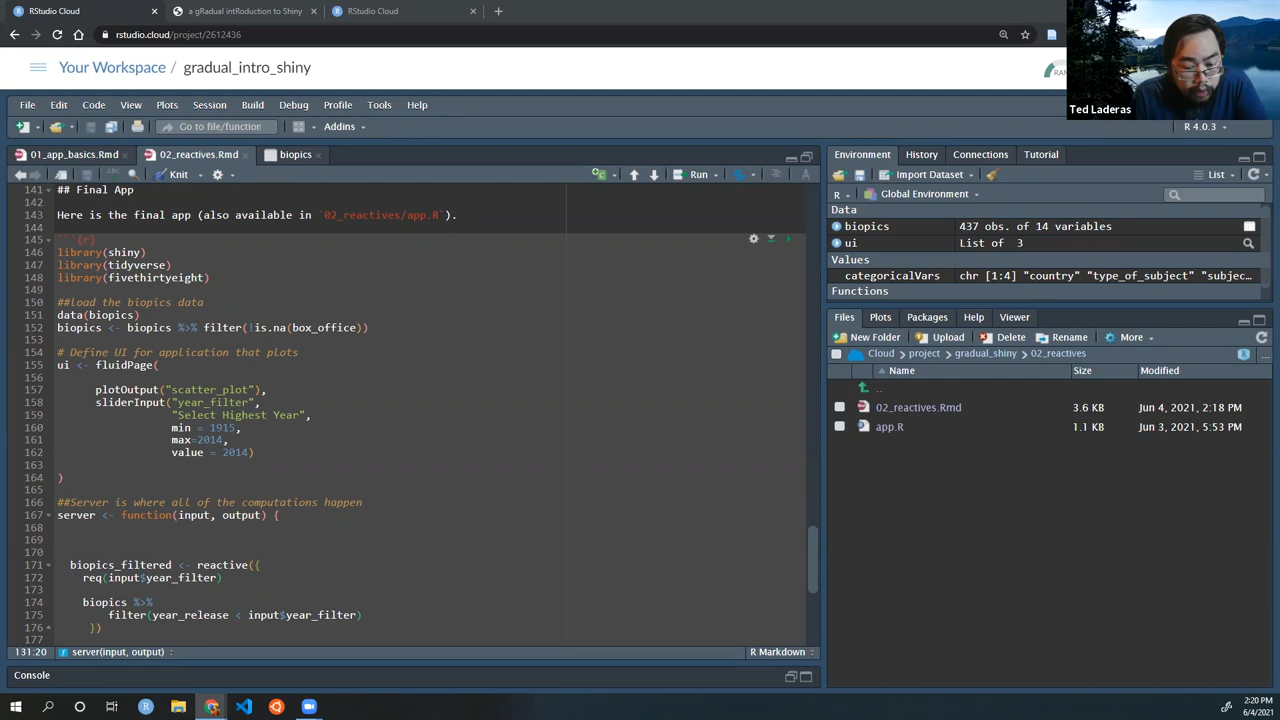 RStudio Cloud
a gRadual intRoduction to Shiny
RStudio Cloud
rstudio.cloud/project/2612436
Your Workspace / gradual_intro_shiny
RAM
Ted Laderas
File Edit Code View Plots Session Build Debug Profile Tools Help
Go to file/function
Addins
R 4.0.3
01_app_basics.Rmd
02_reactives.Rmd
biopics
Knit
Run
141 ## Final App
142
143 Here is the final app (also available in `02_reactives/app.R`).
144
145 ```{r}
146 library(shiny)
147 library(tidyverse)
148 library(fivethirtyeight)
149
150 ##load the biopics data
151 data(biopics)
152 biopics <- biopics %>% filter(!is.na(box_office))
153
154 # Define UI for application that plots
155 ui <- fluidPage(
156
157 plotOutput("scatter_plot"),
158 sliderInput("year_filter",
159 "Select Highest Year",
160 min = 1915,
161 max=2014,
162 value = 2014)
163
164 )
165
166 ##Server is where all of the computations happen
167 server <- function(input, output) {
168
169
170
171 biopics_filtered <- reactive({
172 req(input$year_filter)
173
174 biopics %>%
175 filter(year_release < input$year_filter)
176 })
177
131:20 server(input, output)
R Markdown
Console
Environment History Connections Tutorial
Import Dataset
List
R Global Environment
Data
biopics 437 obs. of 14 variables
ui List of 3
Values
categoricalVars chr [1:4] "country" "type_of_subject" "subjec…
Functions
Files Plots Packages Help Viewer
New Folder Upload Delete Rename More
Cloud project gradual_shiny 02_reactives
Name Size Modified
..
02_reactives.Rmd 3.6 KB Jun 4, 2021, 2:18 PM
app.R 1.1 KB Jun 3, 2021, 5:53 PM
2:20 PM
6/4/2021